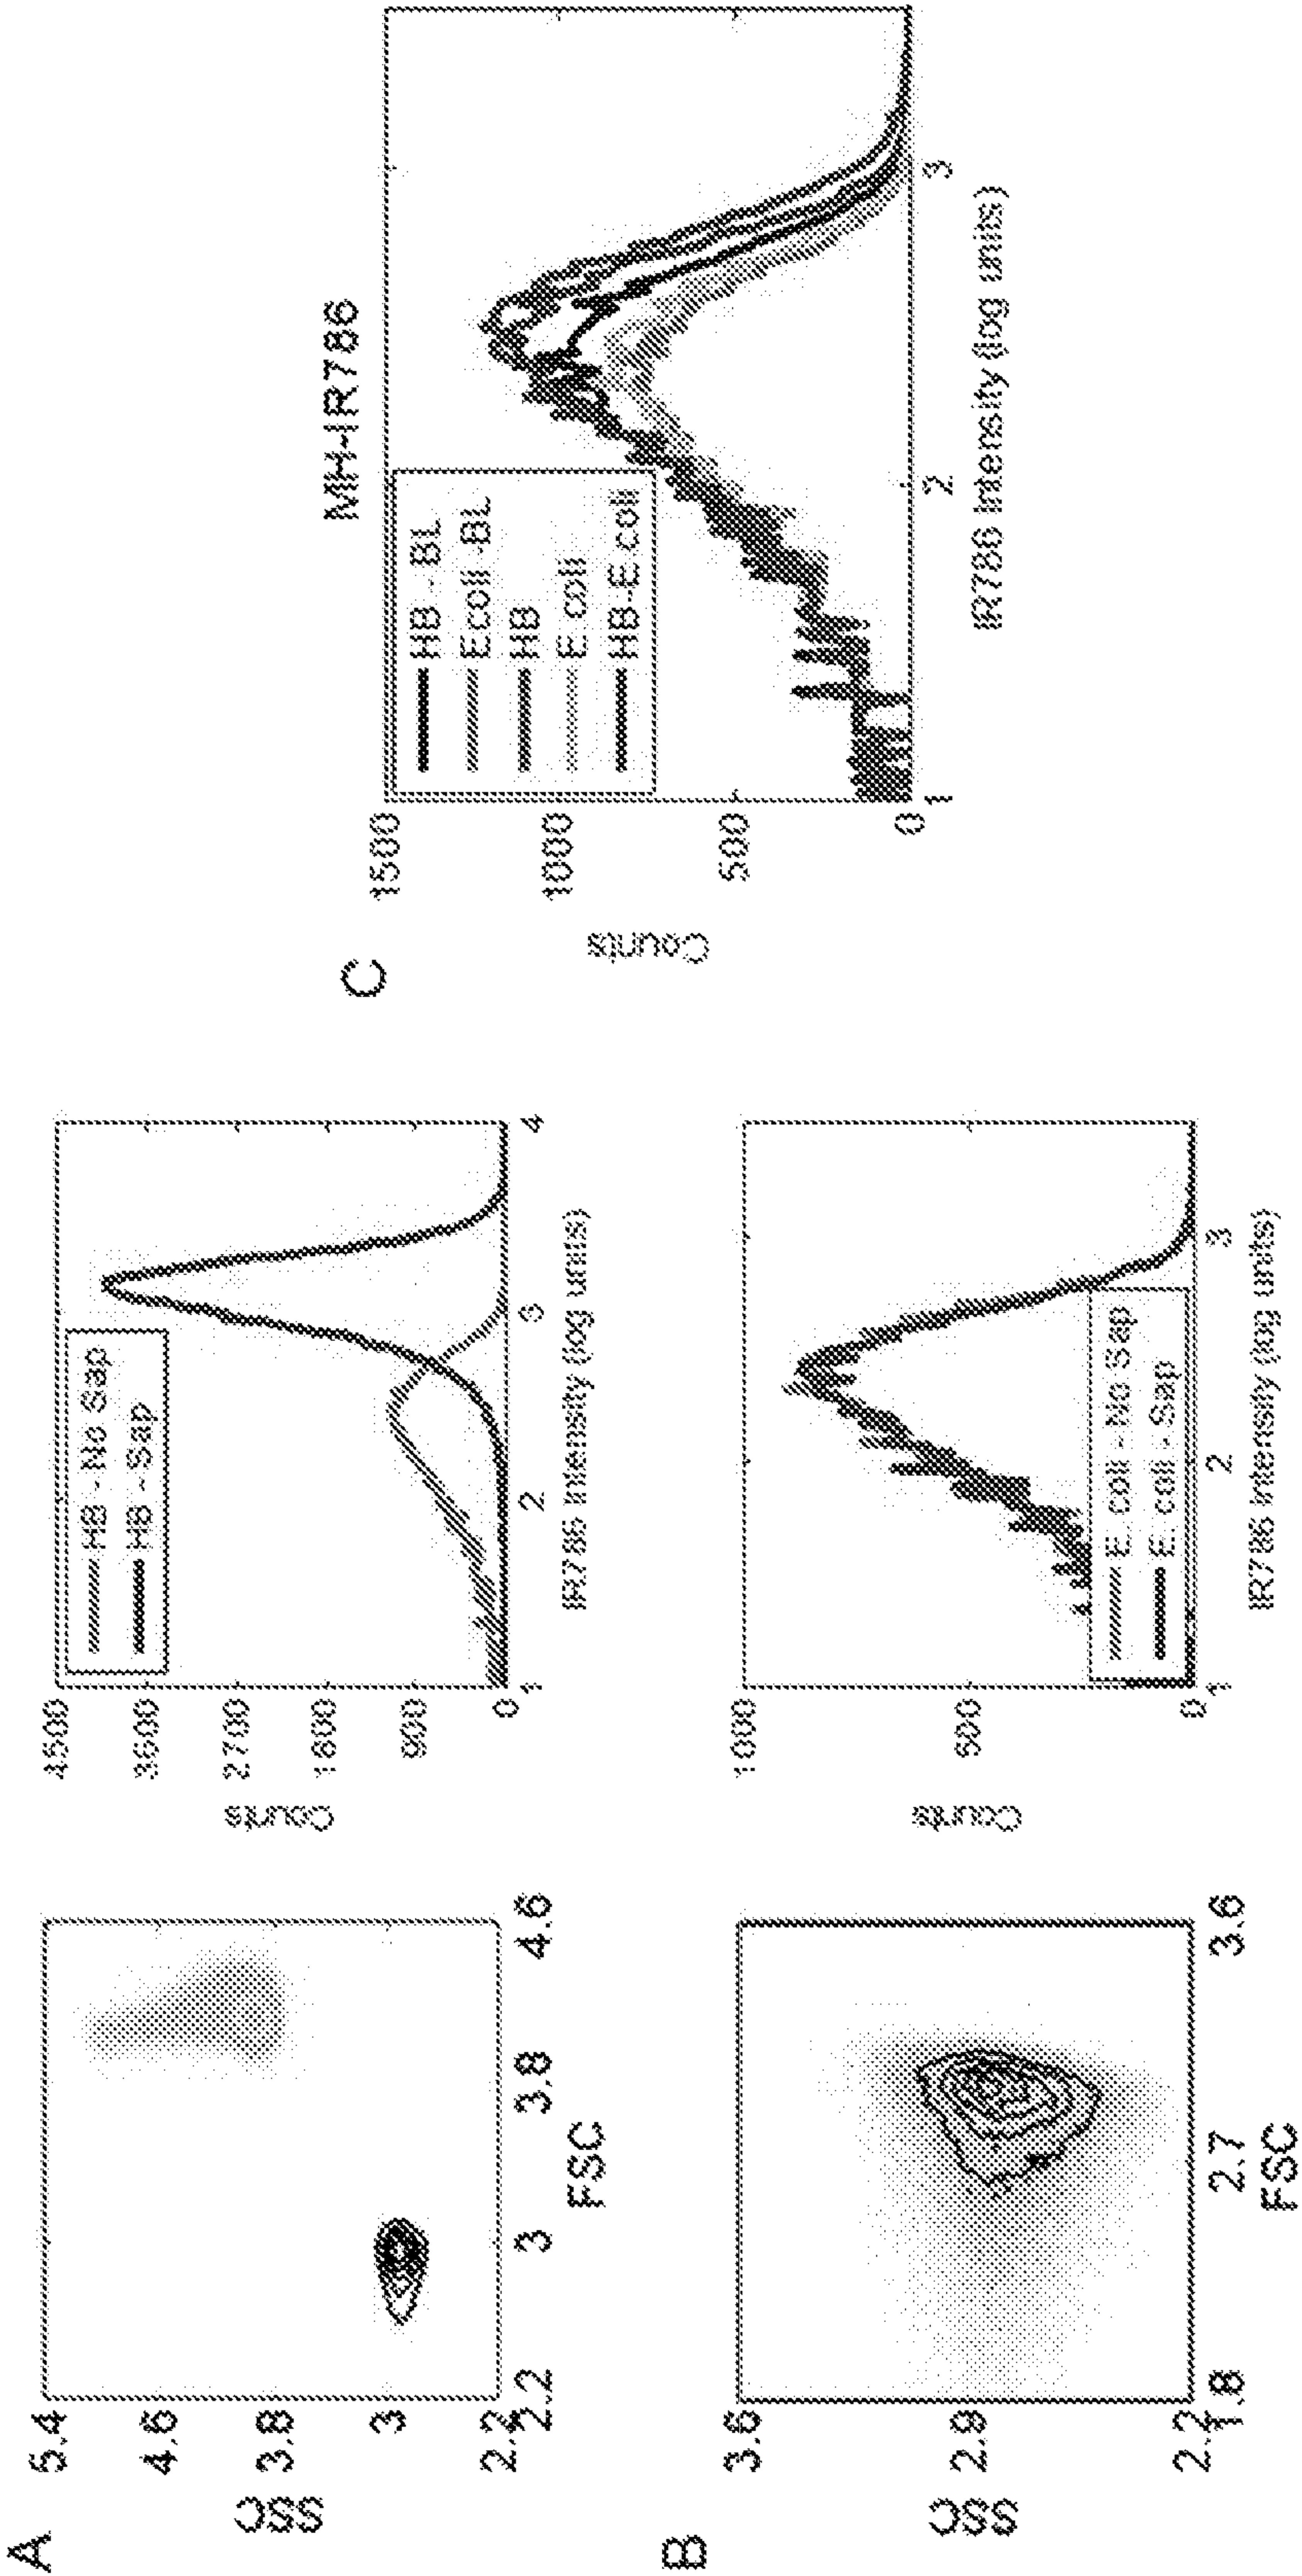 A
SSC
5.4
4.6
3.8
3
2.2
2.2
3
3.8
4.6
FSC
Counts
4500
3600
2700
1800
900
0
HB - No Sap
HB - Sap
1
2
3
4
IR786 Intensity (log units)
B
SSC
3.6
2.9
2.2
1.8
2.7
3.6
FSC
Counts
1000
500
0
E. coli - No Sap
E. coli - Sap
1
2
3
IR786 Intensity (log units)
C
MH-IR786
Counts
1500
1000
500
0
HB - BL
E.coli -BL
HB
E. coli
HB-E. coli
1
2
3
IR786 Intensity (log units)